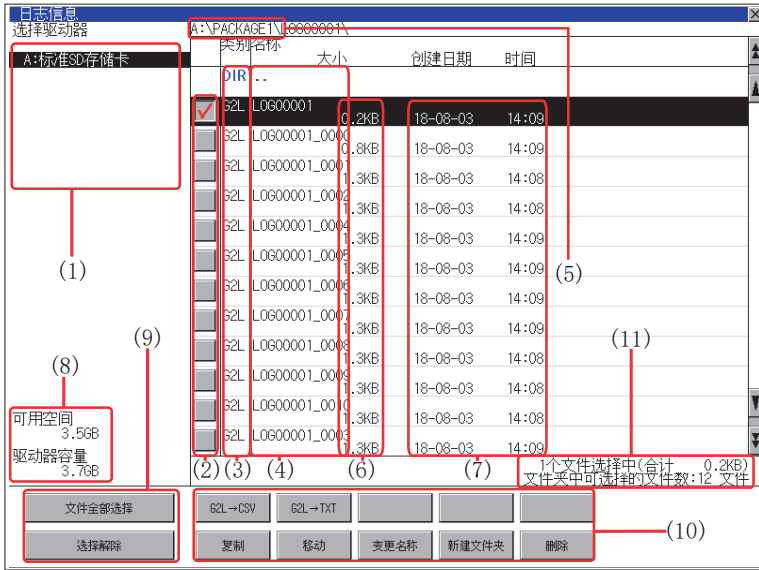 日志信息
选择驱动器
A:\PACKAGE1\LOG00001\
类别 名称 大小 创建日期 时间
A:标准SD存储卡
DIR ..
G2L LOG00001 0.2KB 18-08-03 14:09
G2L LOG00001_0000 0.8KB 18-08-03 14:09
G2L LOG00001_0001 1.3KB 18-08-03 14:08
G2L LOG00001_0002 1.3KB 18-08-03 14:08
G2L LOG00001_0004 1.3KB 18-08-03 14:09
G2L LOG00001_0005 1.3KB 18-08-03 14:09
G2L LOG00001_0006 1.3KB 18-08-03 14:09
G2L LOG00001_0007 1.3KB 18-08-03 14:09
G2L LOG00001_0008 1.3KB 18-08-03 14:08
G2L LOG00001_0009 1.3KB 18-08-03 14:08
G2L LOG00001_0010 1.3KB 18-08-03 14:09
G2L LOG00001_0003 1.3KB 18-08-03 14:09
(1)
(5)
(9)
(11)
(8)
可用空间
3.5GB
驱动器容量
3.7GB
(2) (3) (4) (6) (7)
1个文件选择中(合计 0.2KB)
文件夹中可选择的文件数:12 文件
文件全部选择
G2L→CSV
G2L→TXT
(10)
选择解除
复制
移动
变更名称
新建文件夹
删除